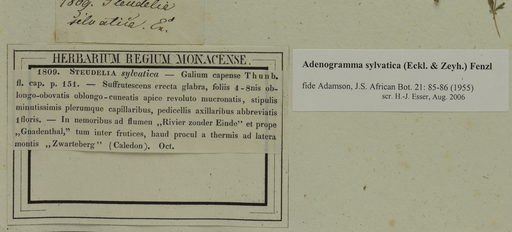 1809. Steudelia
silvatica. Ex.
HERBARIUM REGIUM MONACENSE.
1809. STEUDELIA sylvatica — Galium capense Thunb.
fl. cap. p. 151. — Suffrutescens erecta glabra, foliis 4-8nis ob-
longo-obovatis oblongo-cuneatis apice revoluto mucronatis, stipulis
minutissimis plerumque capillaribus, pedicellis axillaribus abbreviatis
1floris. — In nemoribus ad flumen „Rivier zonder Einde" et prope
„Gnadenthal," tum inter frutices, haud procul a thermis ad latera
montis „Zwarteberg" (Caledon). Oct.
Adenogramma sylvatica (Eckl. & Zeyh.) Fenzl
fide Adamson, J.S. African Bot. 21: 85-86 (1955)
scr. H.-J. Esser, Aug. 2006